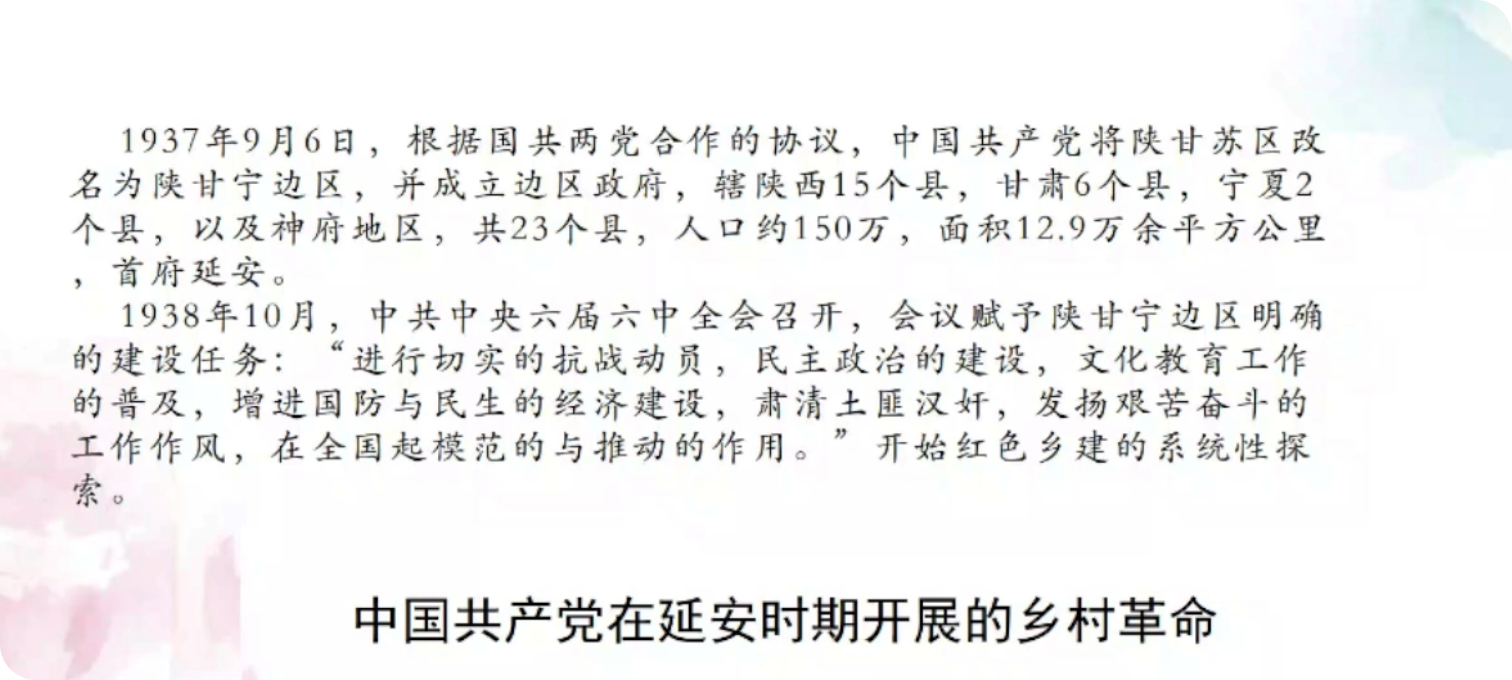 1937年9月6日，根据国共两党合作的协议，中国共产党将陕甘苏区改
名为陕甘宁边区，并成立边区政府，辖陕西15个县，甘肃6个县，宁夏2
个县，以及神府地区，共23个县，人口约150万，面积12.9万余平方公里
，首府延安。
1938年10月，中共中央六届六中全会召开，会议赋予陕甘宁边区明确
的建设任务：“进行切实的抗战动员，民主政治的建设，文化教育工作
的普及，增进国防与民生的经济建设，肃清土匪汉奸，发扬艰苦奋斗的
工作作风，在全国起模范的与推动的作用。”开始红色乡建的系统性探
索。
中国共产党在延安时期开展的乡村革命